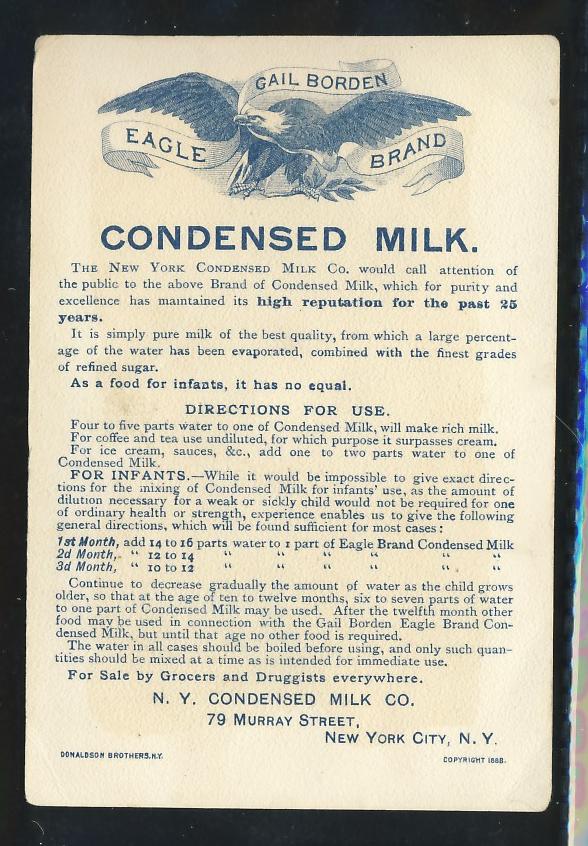 GAIL BORDEN
EAGLE BRAND
CONDENSED MILK.
THE NEW YORK CONDENSED MILK CO. would call attention of
the public to the above Brand of Condensed Milk, which for purity and
excellence has maintained its high reputation for the past 25
years.
It is simply pure milk of the best quality, from which a large percent-
age of the water has been evaporated, combined with the finest grades
of refined sugar.
As a food for infants, it has no equal.
DIRECTIONS FOR USE.
Four to five parts water to one of Condensed Milk, will make rich milk.
For coffee and tea use undiluted, for which purpose it surpasses cream.
For ice cream, sauces, &c., add one to two parts water to one of
Condensed Milk.
FOR INFANTS.—While it would be impossible to give exact direc-
tions for the mixing of Condensed Milk for infants' use, as the amount of
dilution necessary for a weak or sickly child would not be required for one
of ordinary health or strength, experience enables us to give the following
general directions, which will be found sufficient for most cases:
1st Month, add 14 to 16 parts water to 1 part of Eagle Brand Condensed Milk
2d Month, " 12 to 14 " " " " " "
3d Month, " 10 to 12 " " " " " "
Continue to decrease gradually the amount of water as the child grows
older, so that at the age of ten to twelve months, six to seven parts of water
to one part of Condensed Milk may be used. After the twelfth month other
food may be used in connection with the Gail Borden Eagle Brand Con-
densed Milk, but until that age no other food is required.
The water in all cases should be boiled before using, and only such quan-
tities should be mixed at a time as is intended for immediate use.
For Sale by Grocers and Druggists everywhere.
N. Y. CONDENSED MILK CO.
79 MURRAY STREET,
NEW YORK CITY, N. Y.
DONALDSON BROTHERS, N.Y. COPYRIGHT 1888.